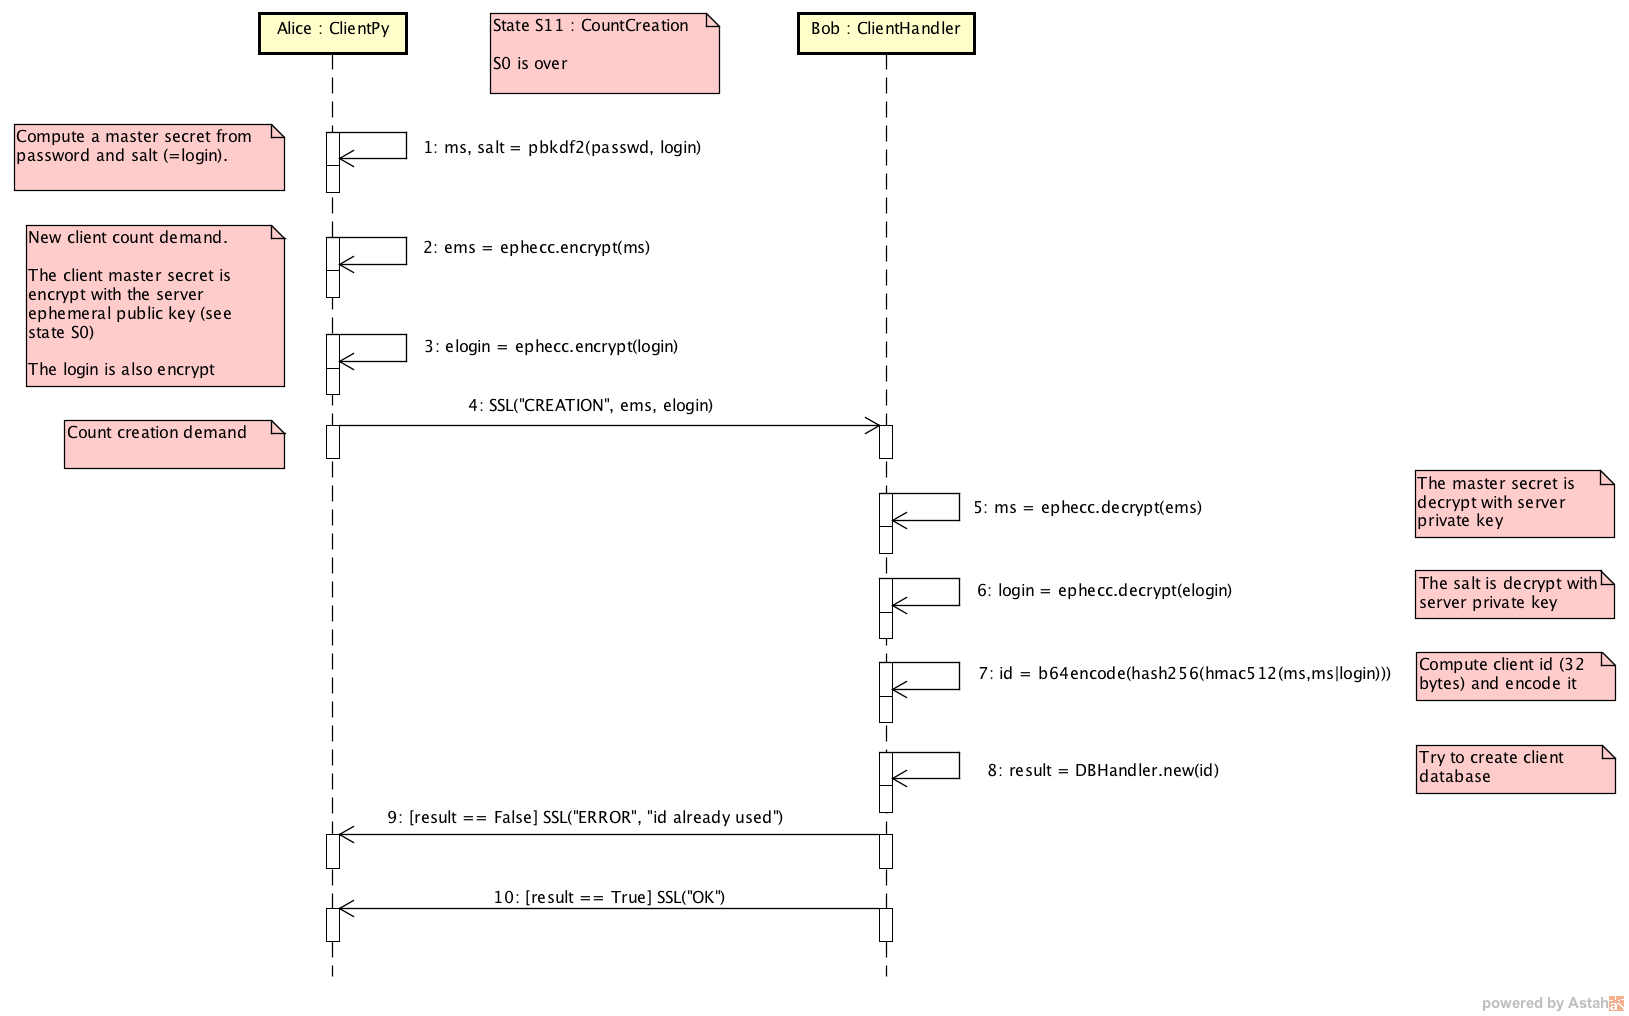 Alice : ClientPy
State S11 : CountCreation
S0 is over
Bob : ClientHandler
Compute a master secret from
password and salt (=login).
1: ms, salt = pbkdf2(passwd, login)
New client count demand.
The client master secret is
encrypt with the server
ephemeral public key (see
state S0)
The login is also encrypt
2: ems = ephecc.encrypt(ms)
3: elogin = ephecc.encrypt(login)
4: SSL("CREATION", ems, elogin)
Count creation demand
5: ms = ephecc.decrypt(ems)
The master secret is
decrypt with server
private key
6: login = ephecc.decrypt(elogin)
The salt is decrypt with
server private key
7: id = b64encode(hash256(hmac512(ms,ms|login)))
Compute client id (32
bytes) and encode it
8: result = DBHandler.new(id)
Try to create client
database
9: [result == False] SSL("ERROR", "id already used")
10: [result == True] SSL("OK")
powered by Astah